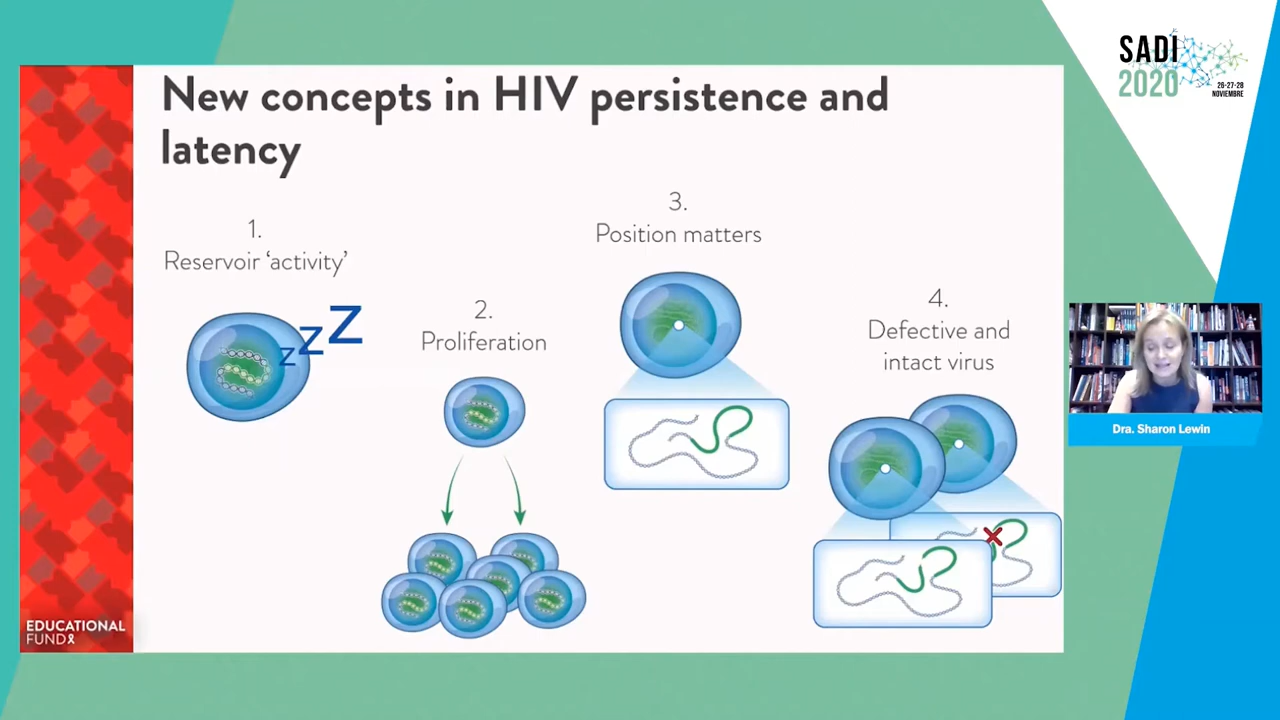 New concepts in HIV persistence and
latency
1.
Reservoir ‘activity’
z z Z
2.
Proliferation
3.
Position matters
4.
Defective and
intact virus
EDUCATIONAL
FUND
SADI
2020
26-27-28
NOVIEMBRE
Dra. Sharon Lewin